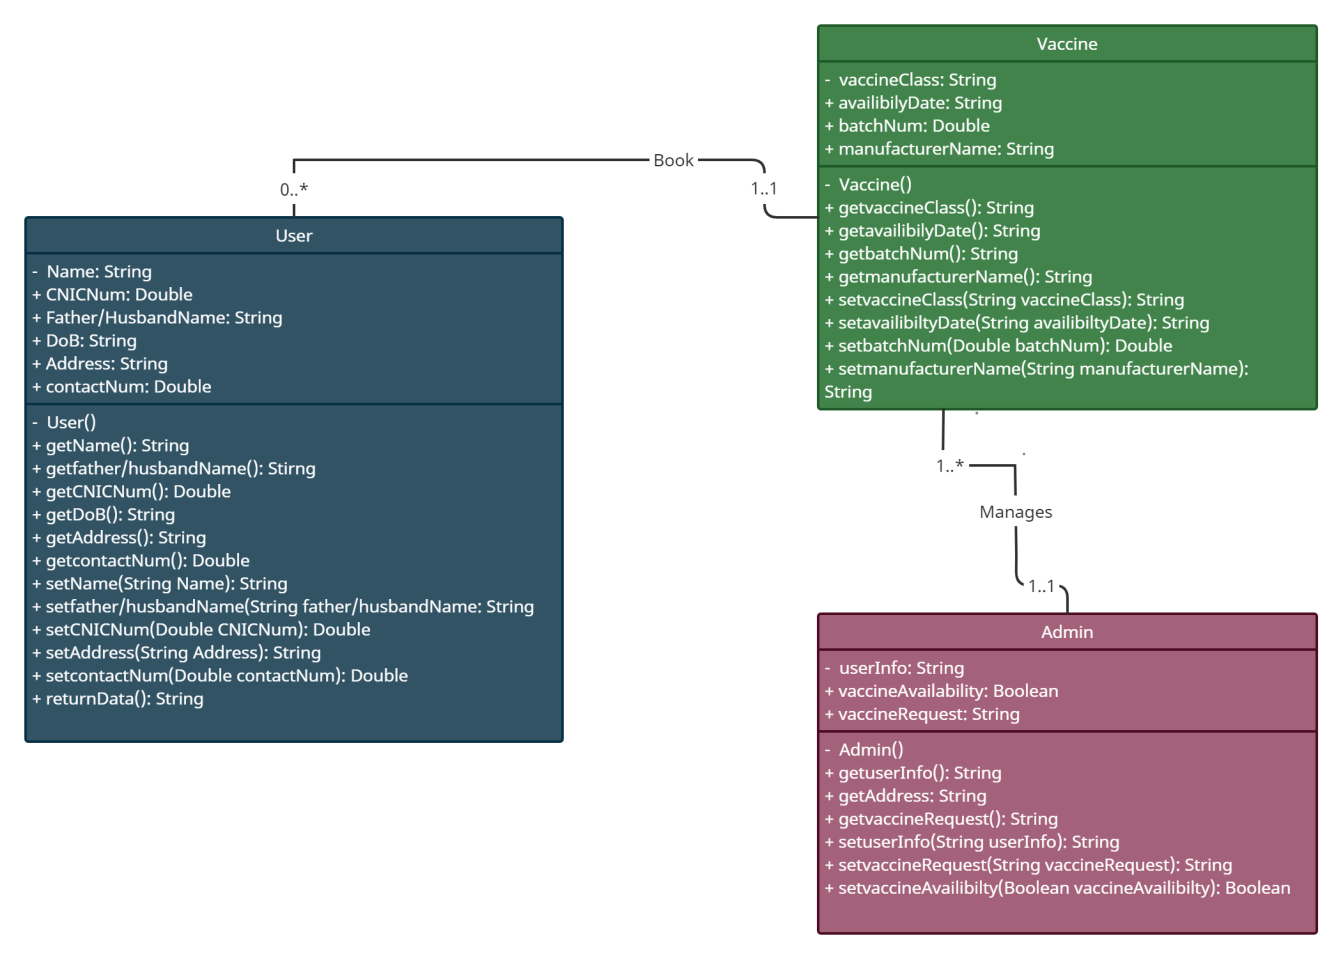 Vaccine
- vaccineClass: String
+ availibilyDate: String
+ batchNum: Double
+ manufacturerName: String
- Vaccine()
+ getvaccineClass(): String
+ getavailibilyDate(): String
+ getbatchNum(): String
+ getmanufacturerName(): String
+ setvaccineClass(String vaccineClass): String
+ setavailibiltyDate(String availibiltyDate): String
+ setbatchNum(Double batchNum): Double
+ setmanufacturerName(String manufacturerName):
String
Book
0..*
1..1
User
- Name: String
+ CNICNum: Double
+ Father/HusbandName: String
+ DoB: String
+ Address: String
+ contactNum: Double
- User()
+ getName(): String
+ getfather/husbandName(): Stirng
+ getCNICNum(): Double
+ getDoB(): String
+ getAddress(): String
+ getcontactNum(): Double
+ setName(String Name): String
+ setfather/husbandName(String father/husbandName: String
+ setCNICNum(Double CNICNum): Double
+ setAddress(String Address): String
+ setcontactNum(Double contactNum): Double
+ returnData(): String
1..*
Manages
1..1
Admin
- userInfo: String
+ vaccineAvailability: Boolean
+ vaccineRequest: String
- Admin()
+ getuserInfo(): String
+ getAddress: String
+ getvaccineRequest(): String
+ setuserInfo(String userInfo): String
+ setvaccineRequest(String vaccineRequest): String
+ setvaccineAvailibilty(Boolean vaccineAvailibilty): Boolean